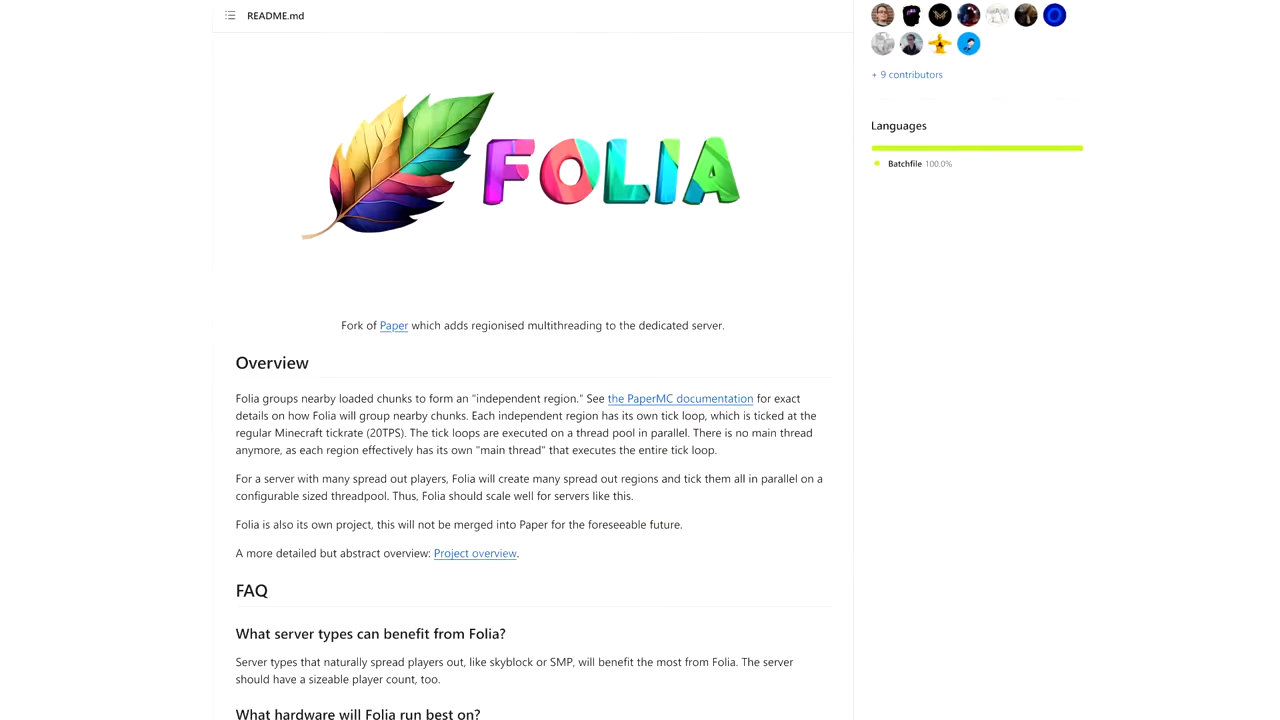 README.md
FOLIA
Fork of Paper which adds regionised multithreading to the dedicated server.
Overview
Folia groups nearby loaded chunks to form an "independent region." See the PaperMC documentation for exact
details on how Folia will group nearby chunks. Each independent region has its own tick loop, which is ticked at the
regular Minecraft tickrate (20TPS). The tick loops are executed on a thread pool in parallel. There is no main thread
anymore, as each region effectively has its own "main thread" that executes the entire tick loop.
For a server with many spread out players, Folia will create many spread out regions and tick them all in parallel on a
configurable sized threadpool. Thus, Folia should scale well for servers like this.
Folia is also its own project, this will not be merged into Paper for the foreseeable future.
A more detailed but abstract overview: Project overview.
FAQ
What server types can benefit from Folia?
Server types that naturally spread players out, like skyblock or SMP, will benefit the most from Folia. The server
should have a sizeable player count, too.
What hardware will Folia run best on?
+ 9 contributors
Languages
Batchfile 100.0%